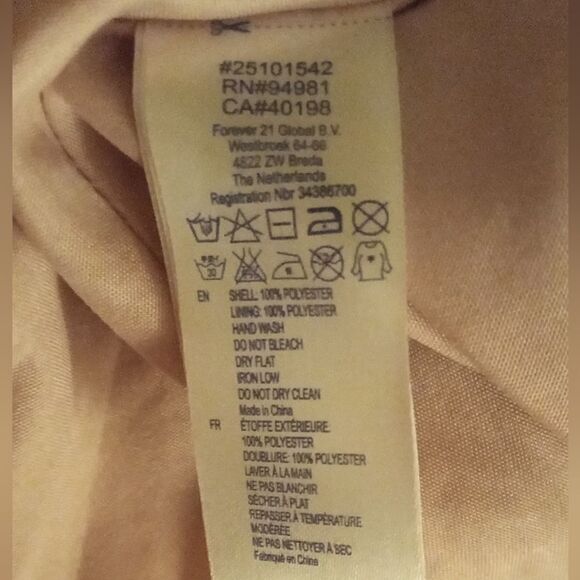 #25101542
RN#94981
CA#40198
Forever 21 Global B.V.
Westbroek 64-66
4822 ZW Breda
The Netherlands
Registration Nbr 34386700
30
EN SHELL: 100% POLYESTER
LINING: 100% POLYESTER
HAND WASH
DO NOT BLEACH
DRY FLAT
IRON LOW
DO NOT DRY CLEAN
Made in China
FR ÉTOFFE EXTÉRIEURE:
100% POLYESTER
DOUBLURE: 100% POLYESTER
LAVER À LA MAIN
NE PAS BLANCHIR
SÉCHER À PLAT
REPASSER À TEMPÉRATURE
MODÉRÉE
NE PAS NETTOYER À SEC
Fabriqué en Chine